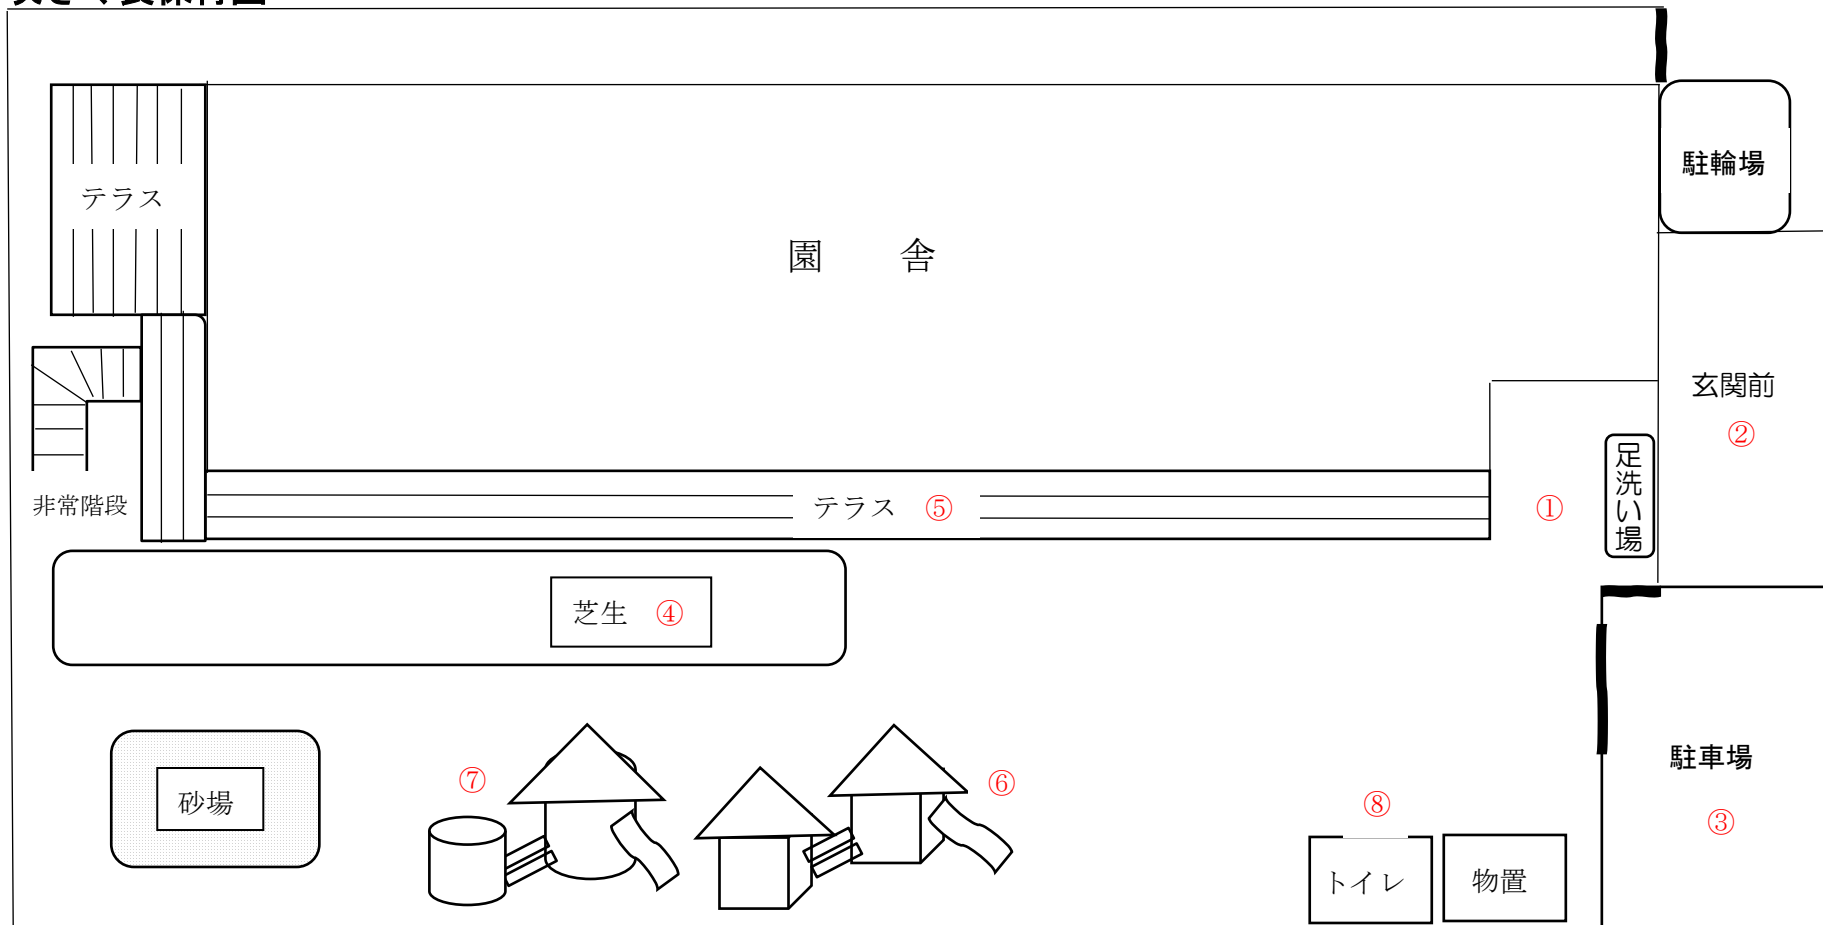 駐輪場
テラス
園 舎
玄関前
②
足洗い場
非常階段
テラス ⑤
①
芝生 ④
駐車場
③
⑦
⑥
⑧
砂場
トイレ
物置